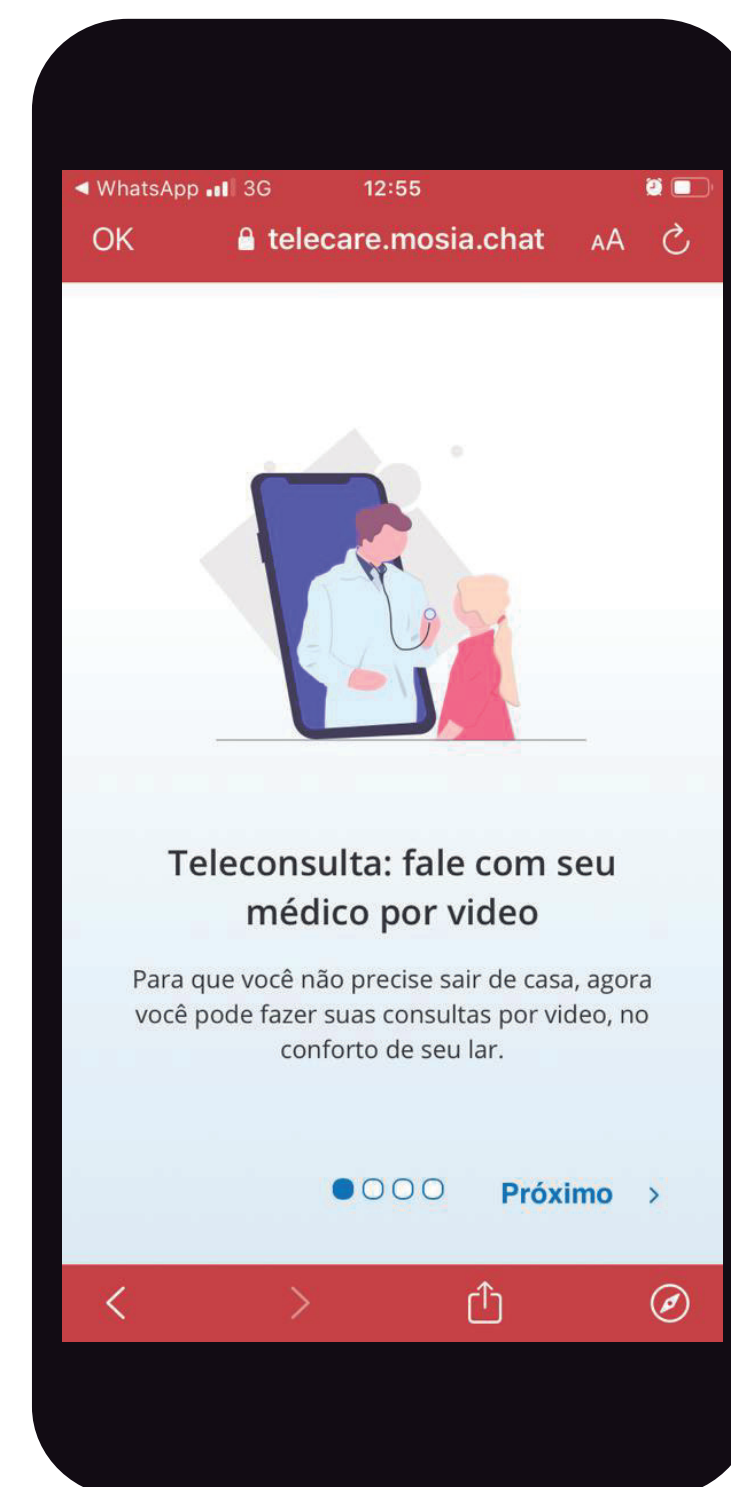 WhatsApp 3G 12:55
OK telecare.mosia.chat AA
Teleconsulta: fale com seu
médico por video
Para que você não precise sair de casa, agora
você pode fazer suas consultas por video, no
conforto de seu lar.
Próximo